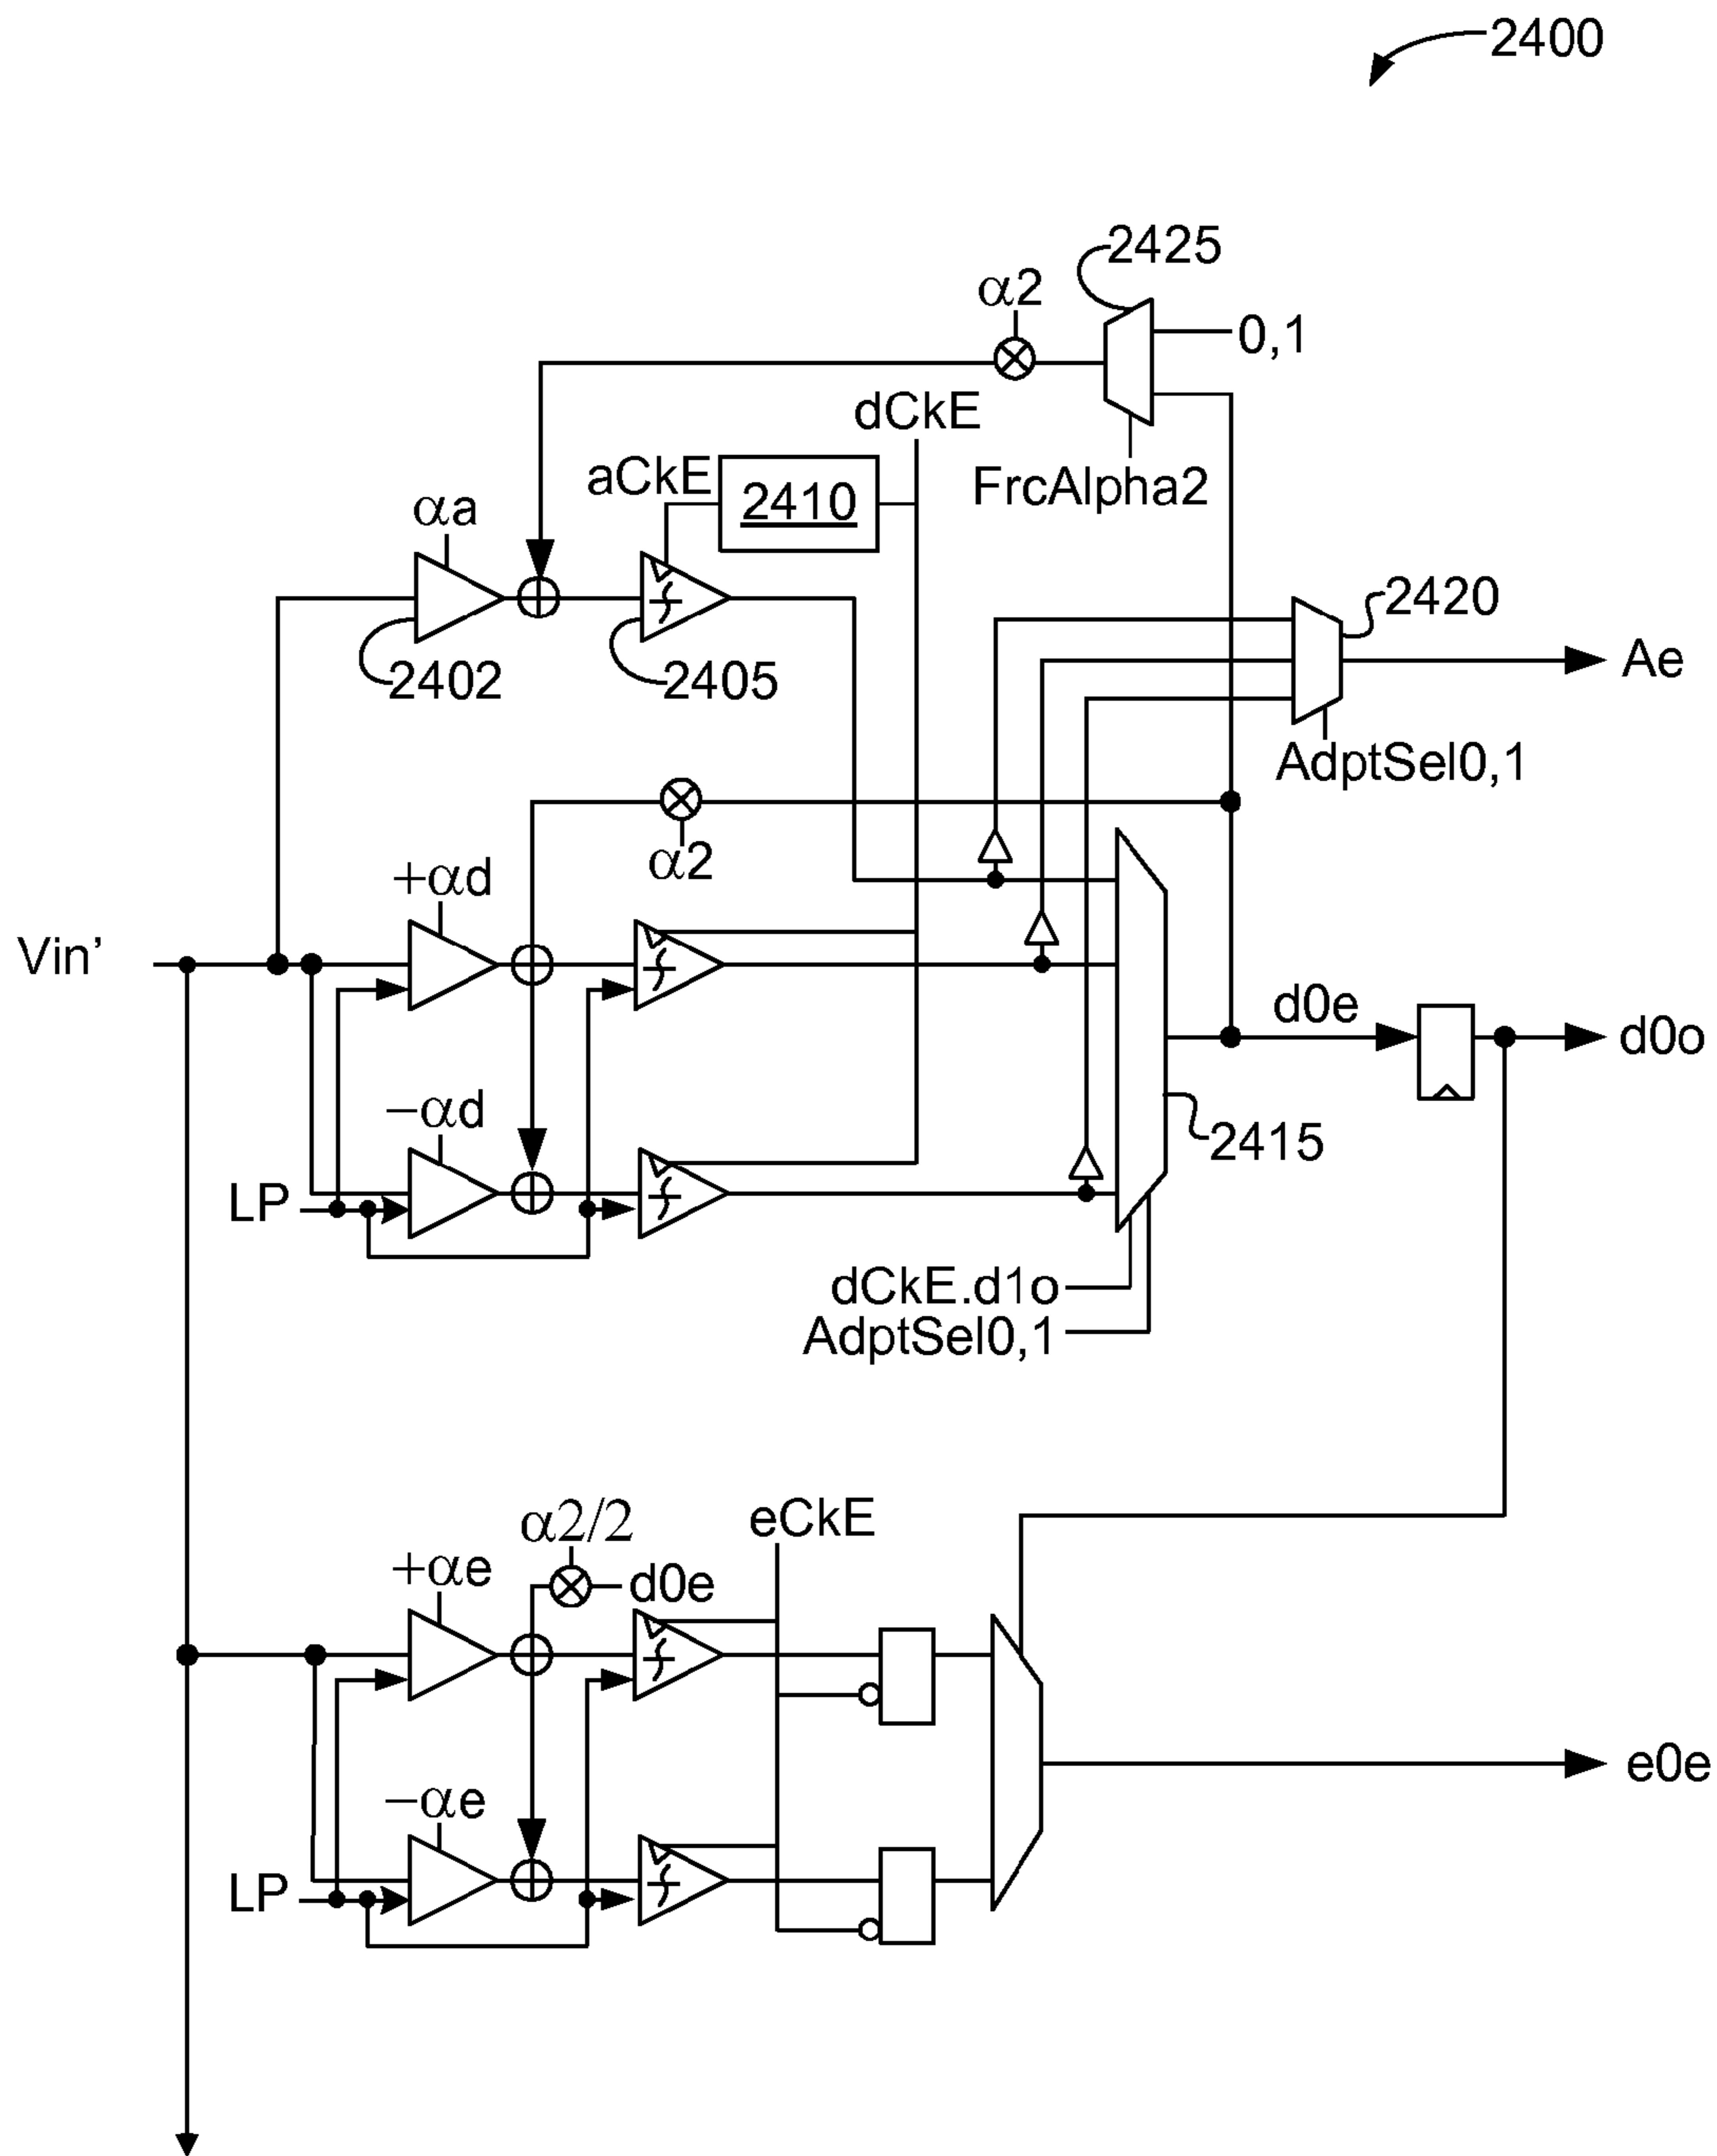 2400
2425
α2
0,1
dCkE
FrcAlpha2
aCkE
2410
αa
2402
2405
2420
Ae
AdptSel0,1
α2
+αd
Vin’
d0e
d0o
−αd
2415
LP
dCkE.d1o
AdptSel0,1
α2/2
eCkE
+αe
d0e
e0e
−αe
LP